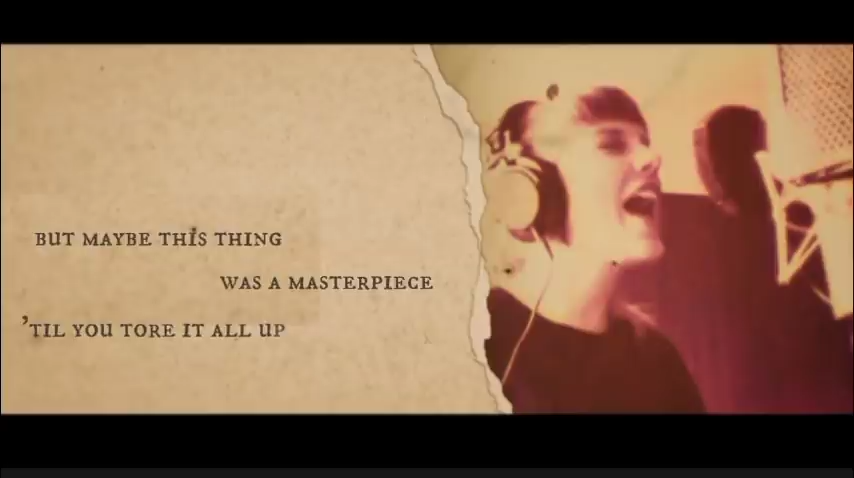 BUT MAYBE THIS THING
WAS A MASTERPIECE
'TIL YOU TORE IT ALL UP